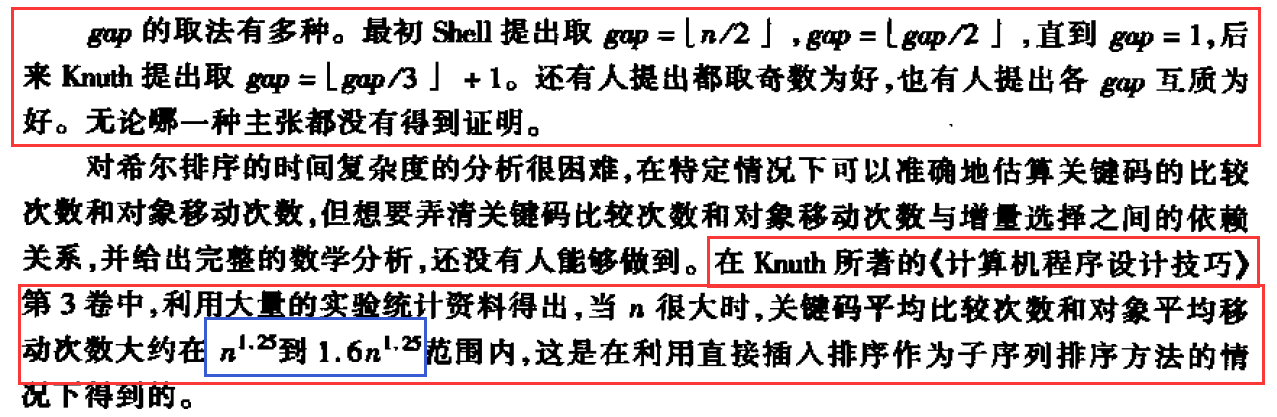 gap 的取法有多种。最初 Shell 提出取 gap = ⌊n/2⌋,gap = ⌊gap/2⌋,直到 gap = 1,后
来 Knuth 提出取 gap = ⌊gap/3⌋ + 1。还有人提出都取奇数为好,也有人提出各 gap 互质为
好。无论哪一种主张都没有得到证明。
对希尔排序的时间复杂度的分析很困难,在特定情况下可以准确地估算关键码的比较
次数和对象移动次数,但想要弄清关键码比较次数和对象移动次数与增量选择之间的依赖
关系,并给出完整的数学分析,还没有人能够做到。在 Knuth 所著的《计算机程序设计技巧》
第 3 卷中,利用大量的实验统计资料得出,当 n 很大时,关键码平均比较次数和对象平均移
动次数大约在 n^1.25 到 1.6n^1.25 范围内,这是在利用直接插入排序作为子序列排序方法的情
况下得到的。